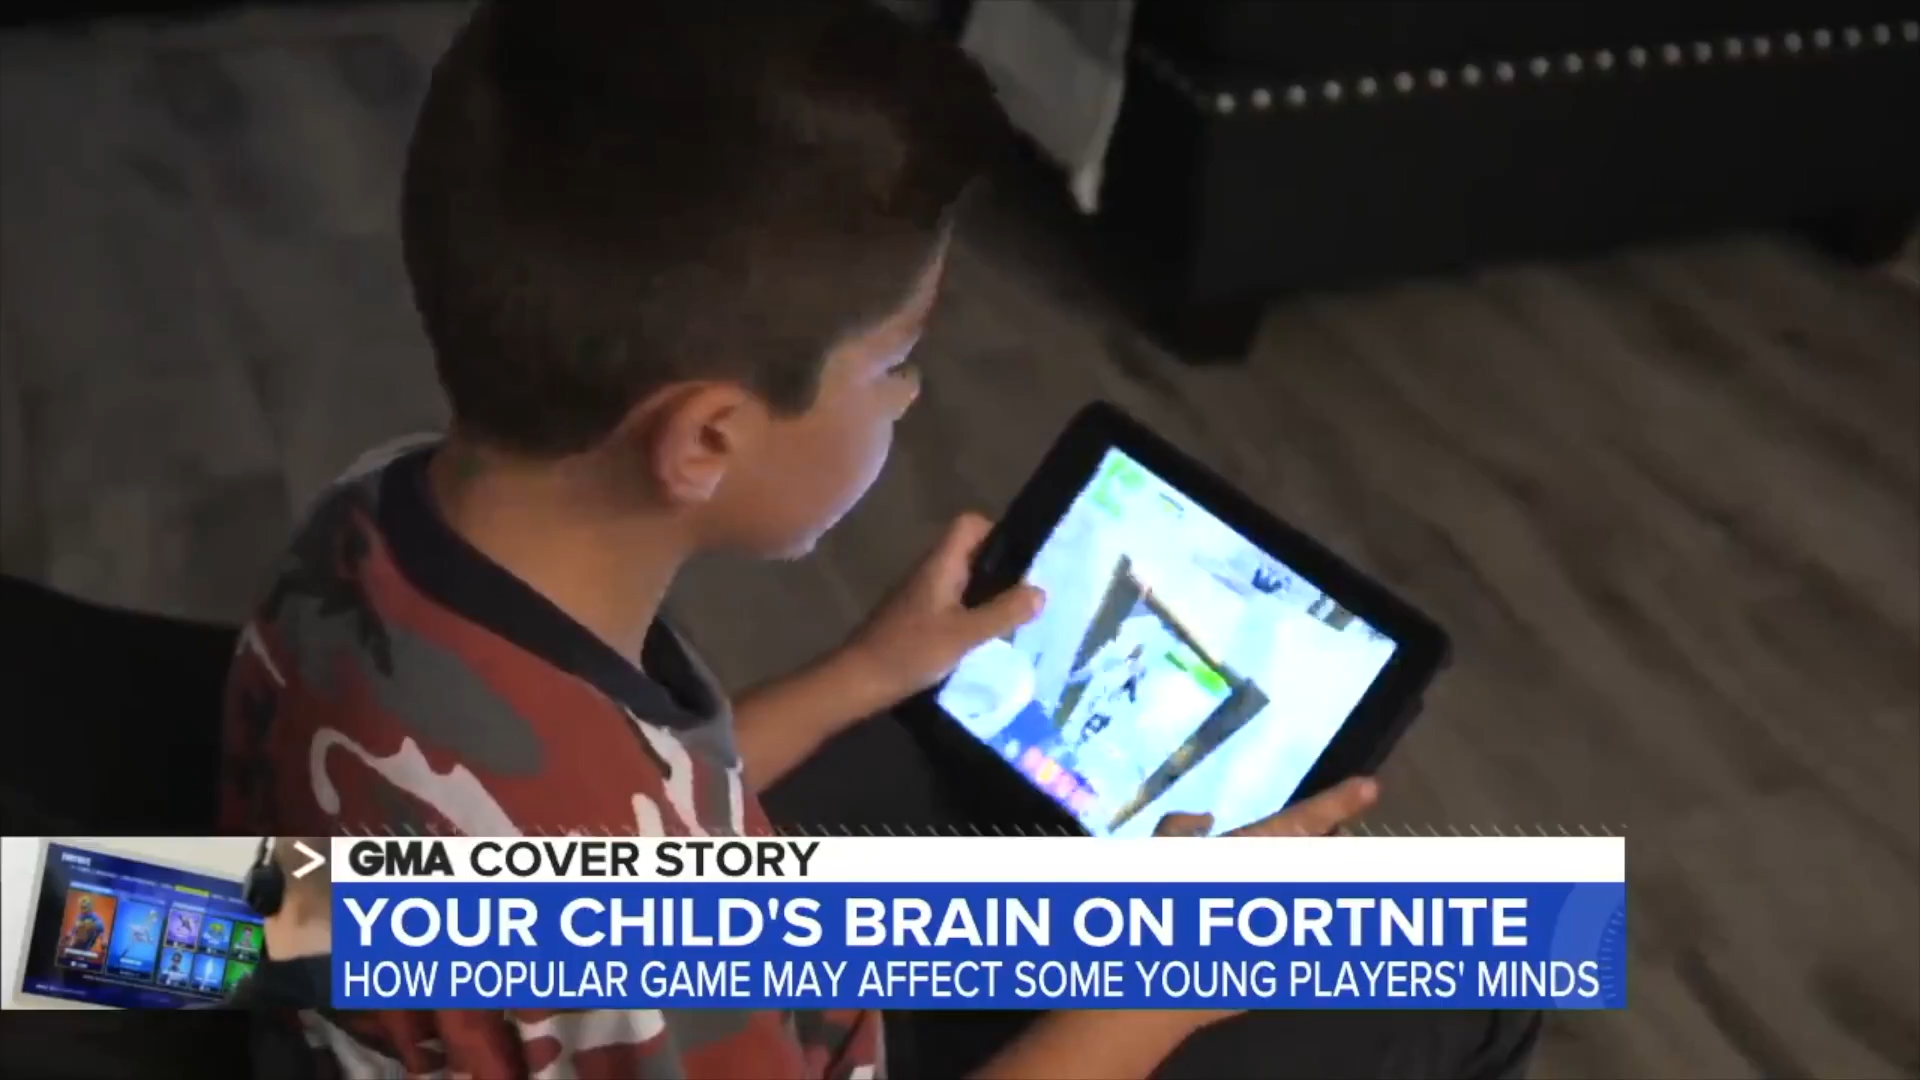 GMA COVER STORY
YOUR CHILD'S BRAIN ON FORTNITE
HOW POPULAR GAME MAY AFFECT SOME YOUNG PLAYERS' MINDS